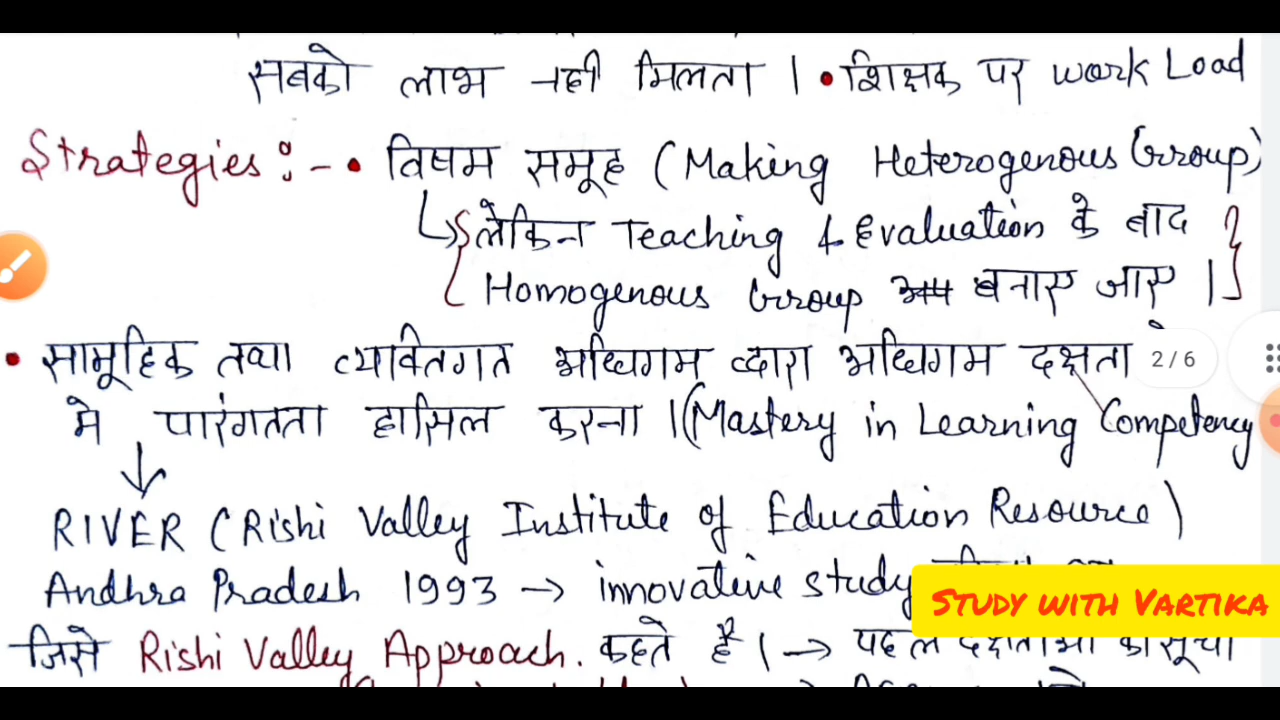 सबको लाभ नही मिलता । • शिक्षक पर work Load
Strategies :- • विषम समूह (Making Heterogenous Group)
↳ { लेकिन Teaching & Evaluation के बाद }
Homogenous Group बनाए जाए ।
• सामूहिक तथा व्यक्तिगत अधिगम द्वारा अधिगम दक्षता
2/6
मे पारंगतता हासिल करना । (Mastery in Learning Competency
↓
RIVER (Rishi Valley Institute of Education Resource)
Andhra Pradesh 1993 → innovative study
STUDY WITH VARTIKA
जिसे Rishi Valley Approach. कहते है । → पहले दक्षताओ की सूची